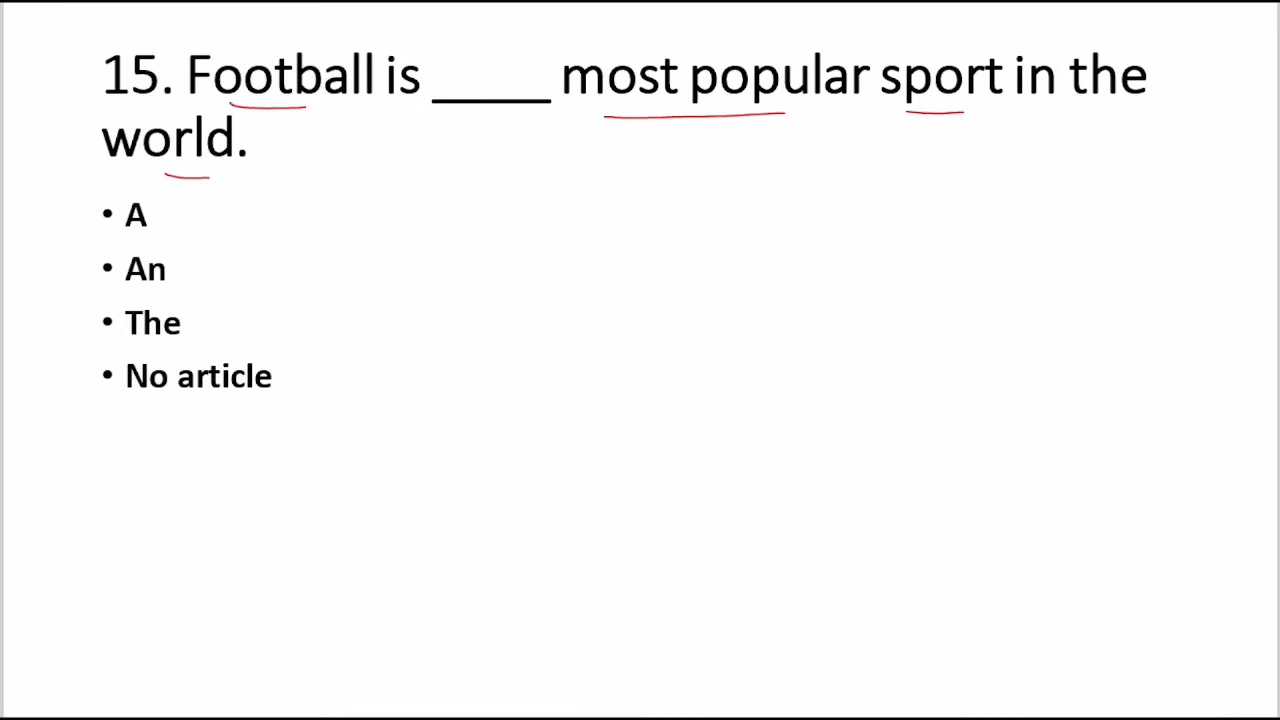 15. Football is _____ most popular sport in the
world.
• A
• An
• The
• No article